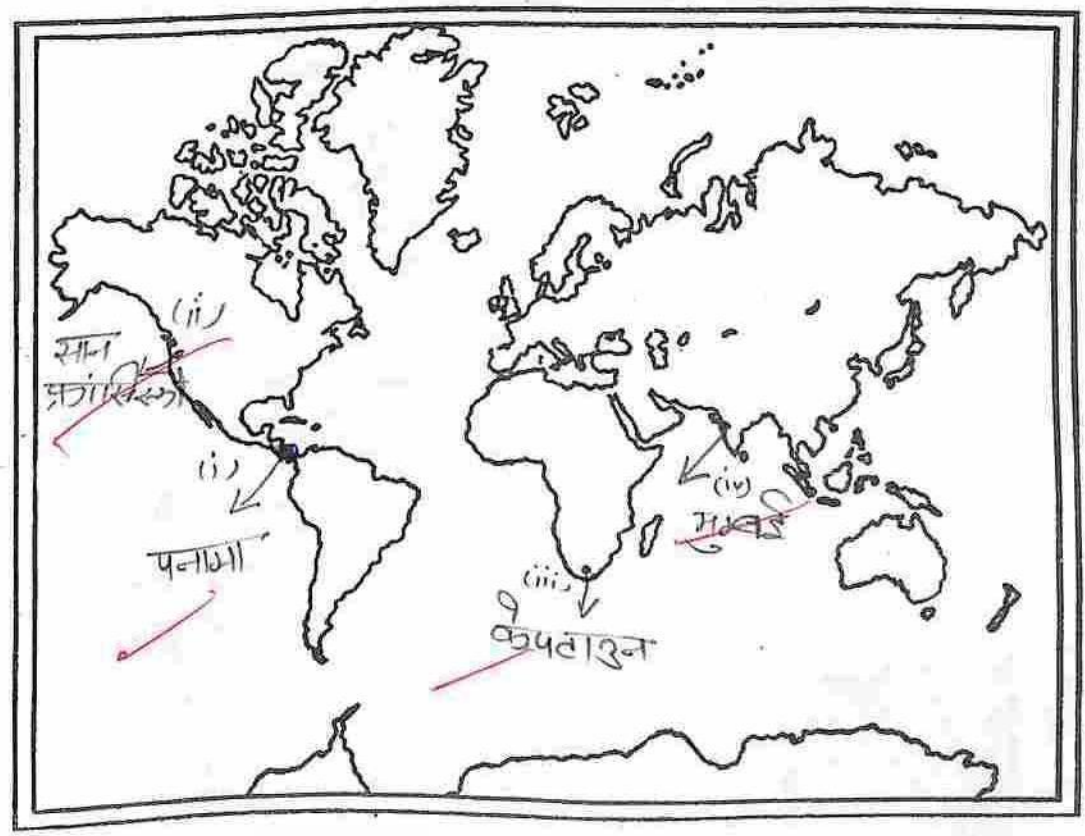 (ii)
सान
फ्रांसिस्को
(i)
पनामा
(iv)
मुम्बई
(iii)
केपटाउन